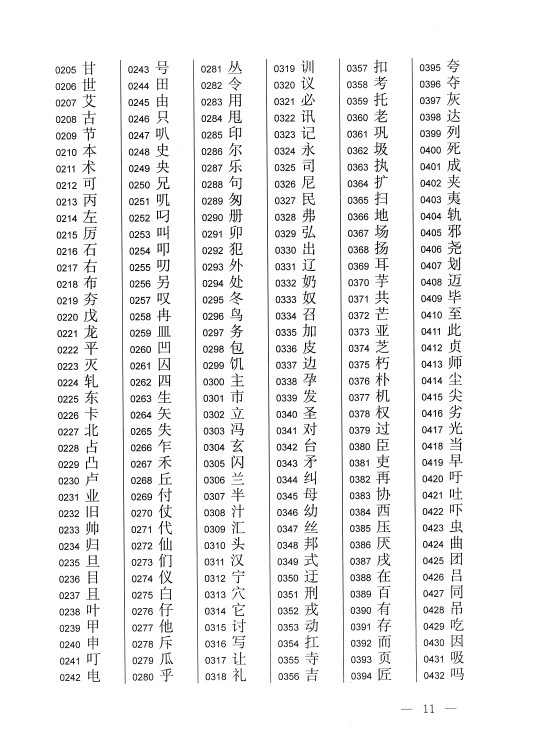 0205 甘
0206 世
0207 艾
0208 古
0209 节
0210 本
0211 术
0212 可
0213 丙
0214 左
0215 厉
0216 石
0217 右
0218 布
0219 夯
0220 戊
0221 龙
0222 平
0223 灭
0224 轧
0225 东
0226 卡
0227 北
0228 占
0229 凸
0230 卢
0231 业
0232 旧
0233 帅
0234 归
0235 旦
0236 目
0237 且
0238 叶
0239 甲
0240 申
0241 叮
0242 电
0243 号
0244 田
0245 由
0246 只
0247 叭
0248 史
0249 央
0250 兄
0251 叽
0252 叼
0253 叫
0254 叩
0255 叨
0256 另
0257 叹
0258 冉
0259 皿
0260 凹
0261 囚
0262 四
0263 生
0264 矢
0265 失
0266 乍
0267 禾
0268 丘
0269 付
0270 仗
0271 代
0272 仙
0273 们
0274 仪
0275 白
0276 仔
0277 他
0278 斥
0279 瓜
0280 乎
0281 丛
0282 令
0283 用
0284 甩
0285 印
0286 尔
0287 乐
0288 句
0289 匆
0290 册
0291 卯
0292 犯
0293 外
0294 处
0295 冬
0296 鸟
0297 务
0298 包
0299 饥
0300 主
0301 市
0302 立
0303 冯
0304 玄
0305 闪
0306 兰
0307 半
0308 汁
0309 汇
0310 头
0311 汉
0312 宁
0313 穴
0314 它
0315 讨
0316 写
0317 让
0318 礼
0319 训
0320 议
0321 必
0322 讯
0323 记
0324 永
0325 司
0326 尼
0327 民
0328 弗
0329 弘
0330 出
0331 辽
0332 奶
0333 奴
0334 召
0335 加
0336 皮
0337 边
0338 孕
0339 发
0340 圣
0341 对
0342 台
0343 矛
0344 纠
0345 母
0346 幼
0347 丝
0348 邦
0349 式
0350 迂
0351 刑
0352 戎
0353 动
0354 扛
0355 寺
0356 吉
0357 扣
0358 考
0359 托
0360 老
0361 巩
0362 圾
0363 执
0364 扩
0365 扫
0366 地
0367 场
0368 扬
0369 耳
0370 芋
0371 共
0372 芒
0373 亚
0374 芝
0375 朽
0376 朴
0377 机
0378 权
0379 过
0380 臣
0381 吏
0382 再
0383 协
0384 西
0385 压
0386 厌
0387 戌
0388 在
0389 百
0390 有
0391 存
0392 而
0393 页
0394 匠
0395 夸
0396 夺
0397 灰
0398 达
0399 列
0400 死
0401 成
0402 夹
0403 夷
0404 轨
0405 邪
0406 尧
0407 划
0408 迈
0409 毕
0410 至
0411 此
0412 贞
0413 师
0414 尘
0415 尖
0416 劣
0417 光
0418 当
0419 早
0420 吁
0421 吐
0422 吓
0423 虫
0424 曲
0425 团
0426 吕
0427 同
0428 吊
0429 吃
0430 因
0431 吸
0432 吗
— 11 —